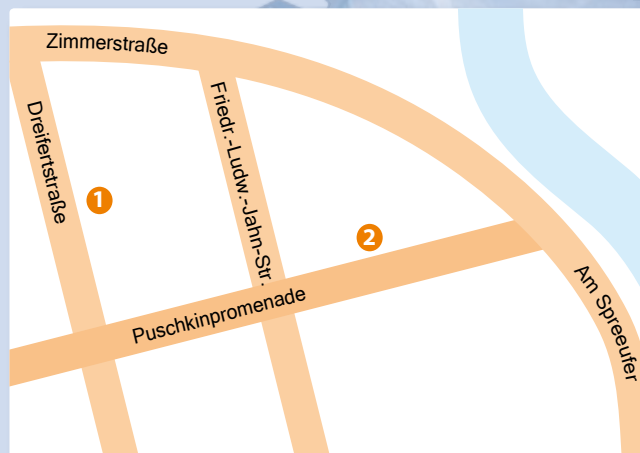 Zimmerstraße
Dreifertstraße
Friedr.-Ludw.-Jahn-Str.
1
2
Puschkinpromenade
Am Spreeufer